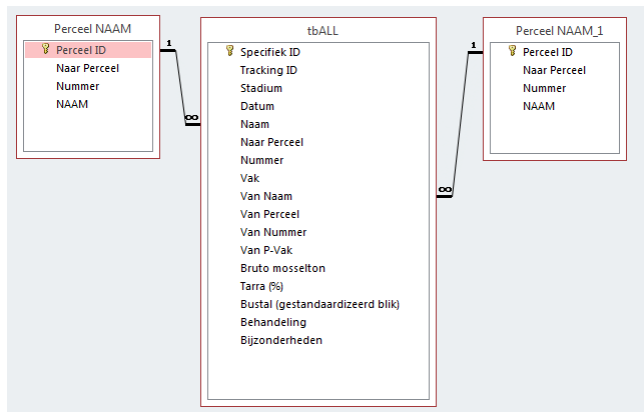 Perceel NAAM
Perceel ID
Naar Perceel
Nummer
NAAM
1
∞
tbALL
Specifiek ID
Tracking ID
Stadium
Datum
Naam
Naar Perceel
Nummer
Vak
Van Naam
Van Perceel
Van Nummer
Van P-Vak
Bruto mosselton
Tarra (%)
Bustal (gestandaardizeerd blik)
Behandeling
Bijzonderheden
1
∞
Perceel NAAM_1
Perceel ID
Naar Perceel
Nummer
NAAM